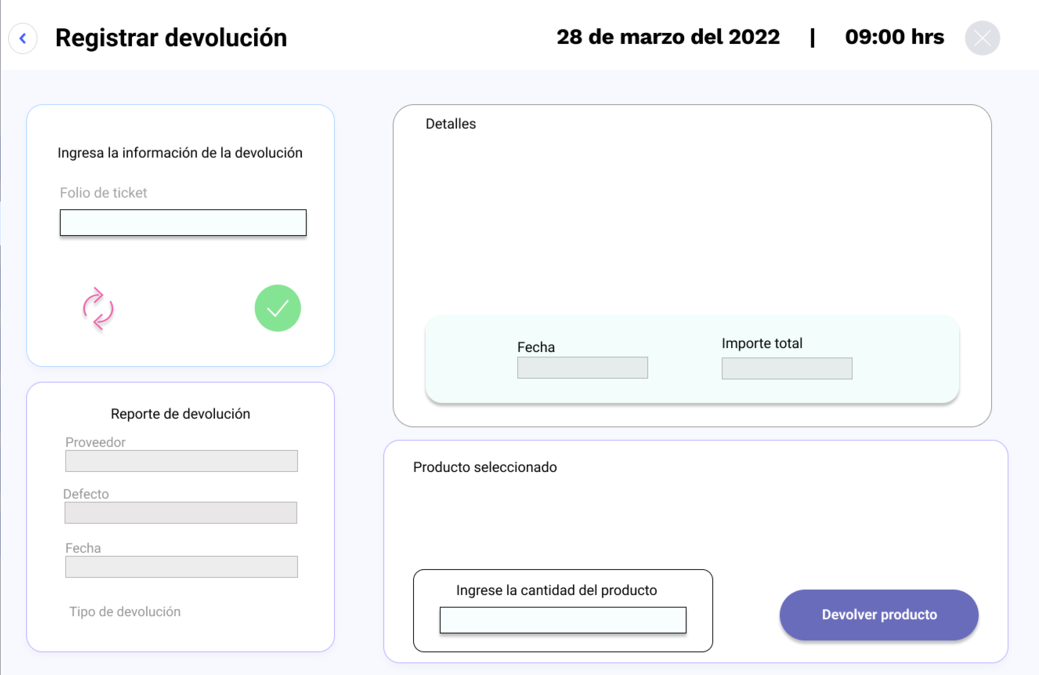 Registrar devolución
28 de marzo del 2022 | 09:00 hrs
Ingresa la información de la devolución
Folio de ticket
Reporte de devolución
Proveedor
Defecto
Fecha
Tipo de devolución
Detalles
Fecha
Importe total
Producto seleccionado
Ingrese la cantidad del producto
Devolver producto